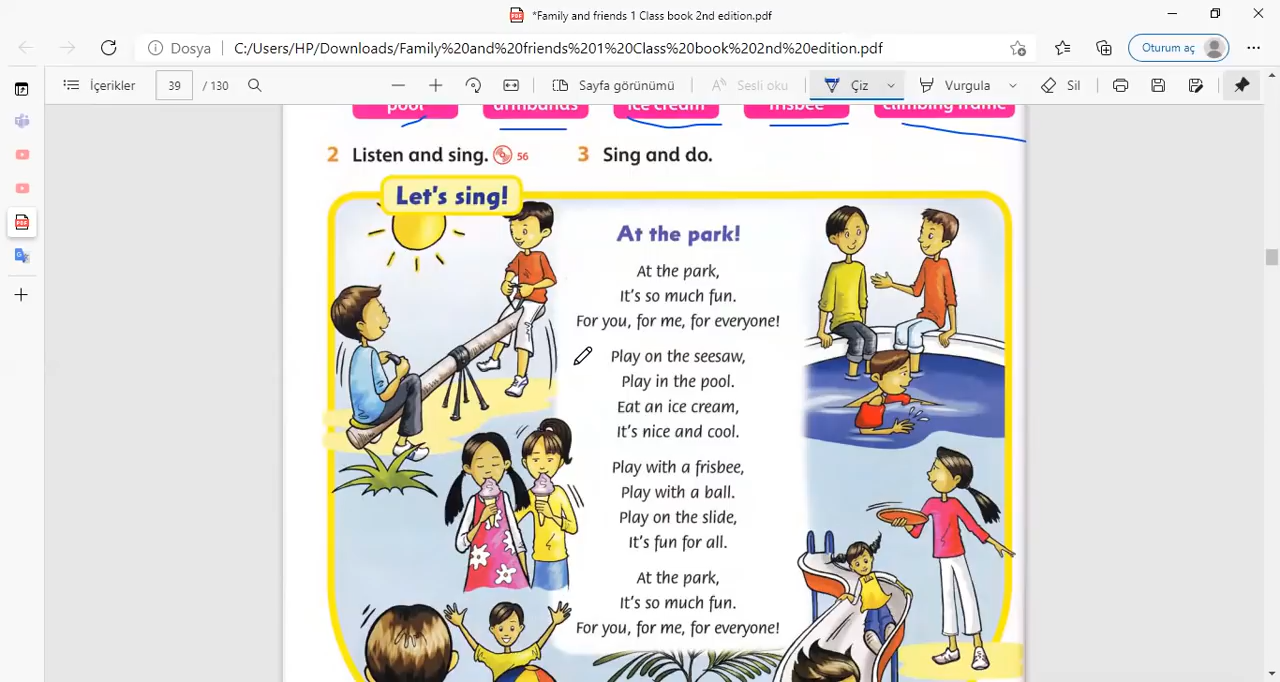 *Family and friends 1 Class book 2nd edition.pdf
Dosya C:/Users/HP/Downloads/Family%20and%20friends%201%20Class%20book%202nd%20edition.pdf Oturum aç
İçerikler 39 / 130 Sayfa görünümü Sesli oku Çiz Vurgula Sil
pool armbands ice cream frisbee climbing frame
2 Listen and sing. 56 3 Sing and do.
Let's sing!
At the park!
At the park,
It's so much fun.
For you, for me, for everyone!
Play on the seesaw,
Play in the pool.
Eat an ice cream,
It's nice and cool.
Play with a frisbee,
Play with a ball.
Play on the slide,
It's fun for all.
At the park,
It's so much fun.
For you, for me, for everyone!